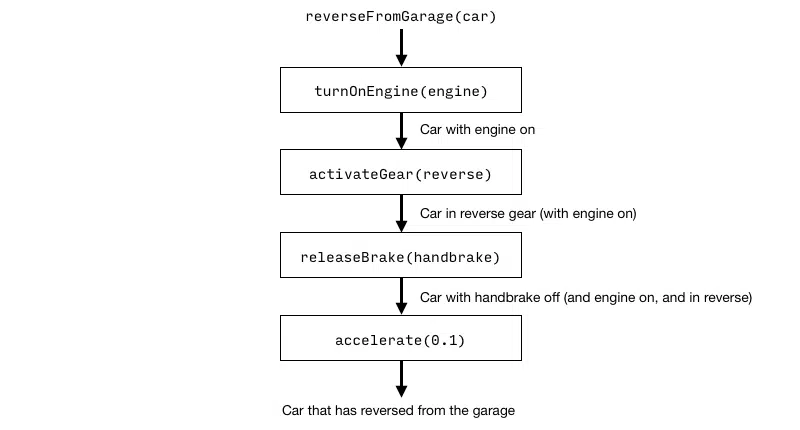 reverseFromGarage(car)
turnOnEngine(engine)
Car with engine on
activateGear(reverse)
Car in reverse gear (with engine on)
releaseBrake(handbrake)
Car with handbrake off (and engine on, and in reverse)
accelerate(0.1)
Car that has reversed from the garage